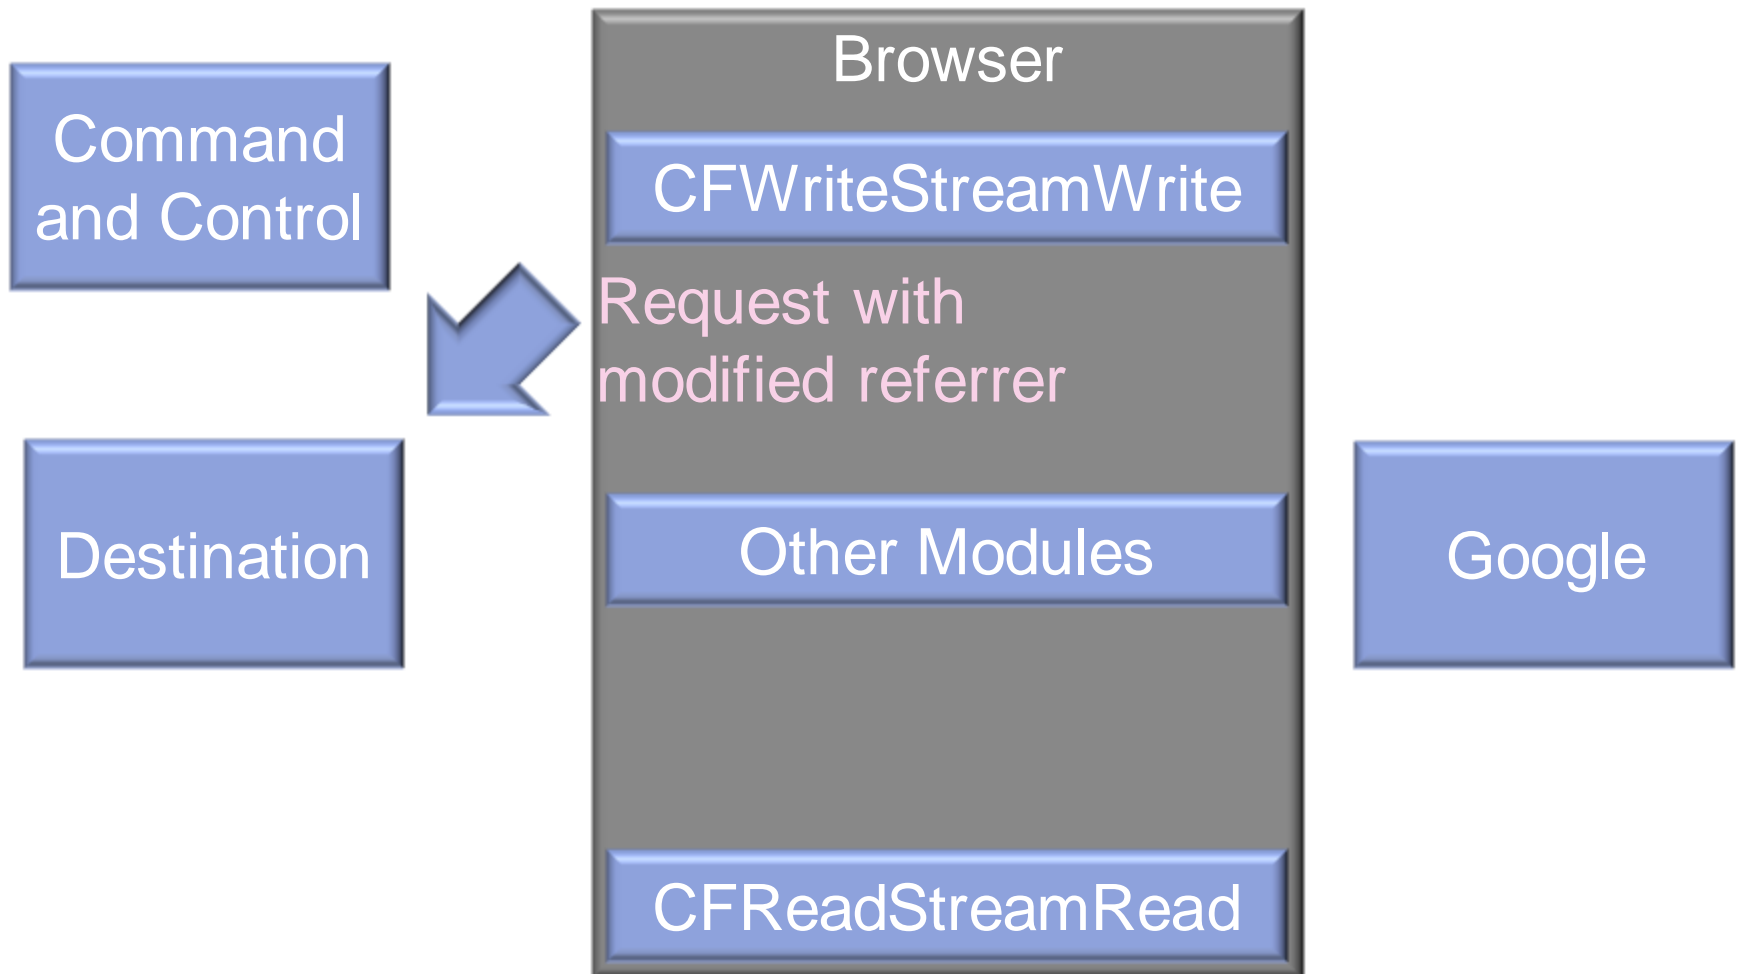 Browser
Command
and Control
CFWriteStreamWrite
Request with
modified referrer
Destination
Other Modules
Google
CFReadStreamRead